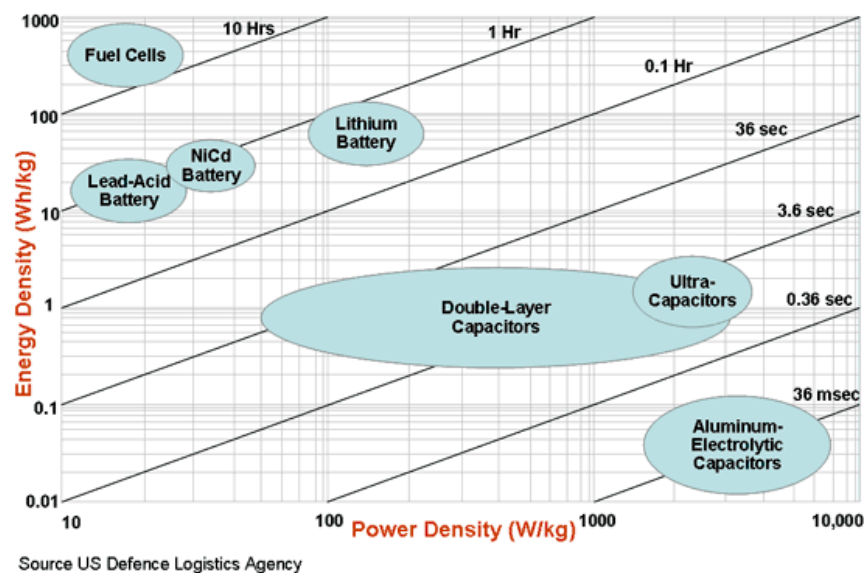 1000
100
10
1
0.1
0.01
Energy Density (Wh/kg)
Fuel Cells
10 Hrs
1 Hr
0.1 Hr
36 sec
3.6 sec
0.36 sec
36 msec
Lithium
Battery
NiCd
Battery
Lead-Acid
Battery
Ultra-
Capacitors
Double-Layer
Capacitors
Aluminum-
Electrolytic
Capacitors
10
100
1000
10,000
Power Density (W/kg)
Source US Defence Logistics Agency